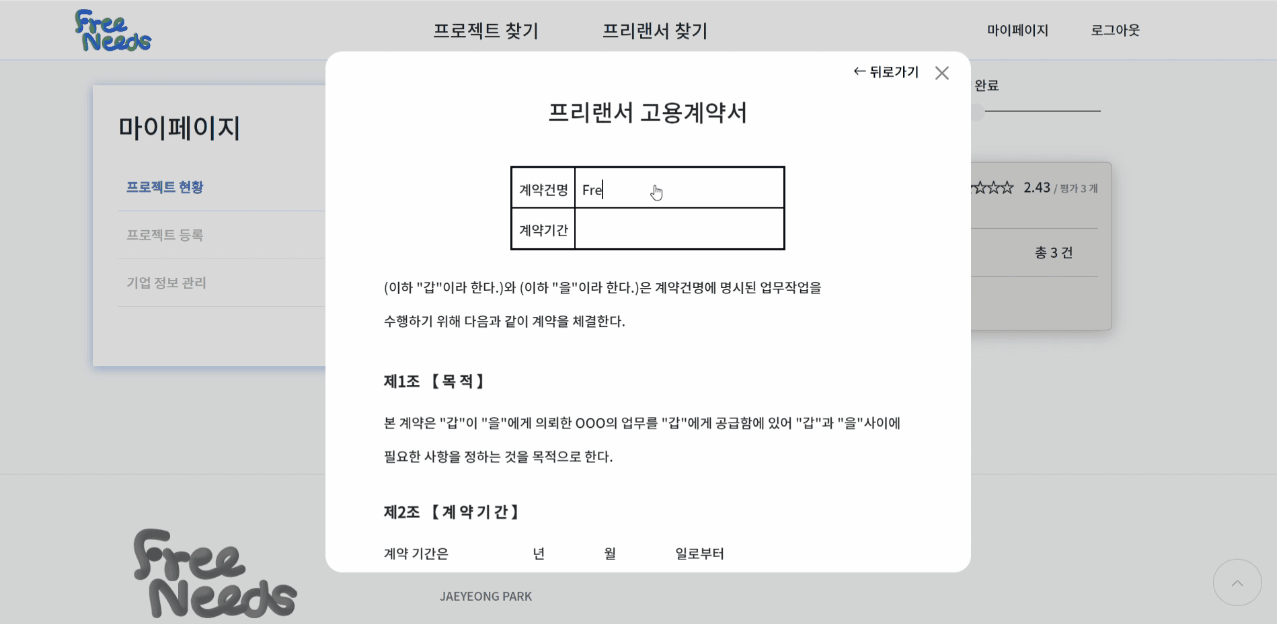 Free
Needs
프로젝트 찾기
프리랜서 찾기
마이페이지
로그아웃
← 뒤로가기
완료
프리랜서 고용계약서
마이페이지
프로젝트 현황
프로젝트 등록
기업 정보 관리
계약건명
Fre
계약기간
2.43 / 평가 3 개
총 3 건
(이하 "갑"이라 한다.)와 (이하 "을"이라 한다.)은 계약건명에 명시된 업무작업을
수행하기 위해 다음과 같이 계약을 체결한다.
제1조 【 목 적 】
본 계약은 "갑"이 "을"에게 의뢰한 OOO의 업무를 "갑"에게 공급함에 있어 "갑"과 "을"사이에
필요한 사항을 정하는 것을 목적으로 한다.
제2조 【 계 약 기 간 】
계약 기간은 년 월 일로부터
Free
Needs
JAEYEONG PARK